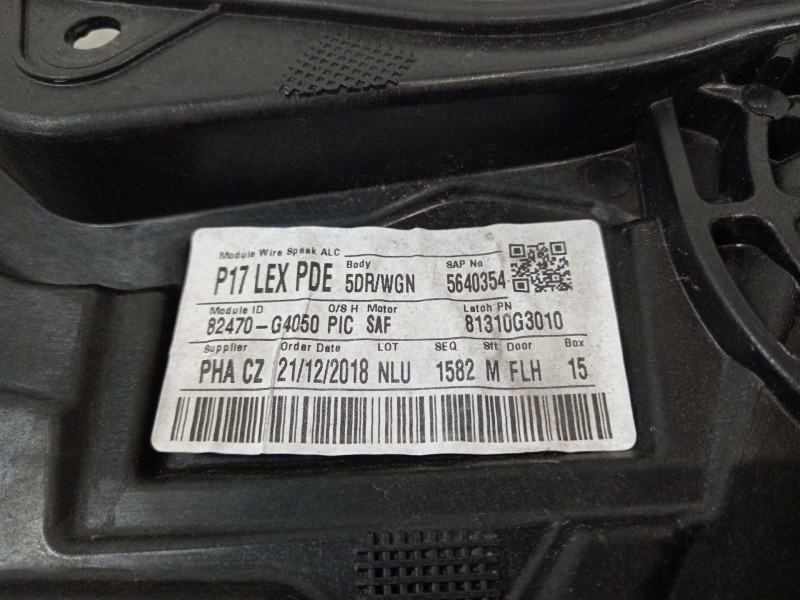 Module Wire Speak ALC Body SAP No
P17 LEX PDE 5DR/WGN 5640354
Module ID O/S H Motor Latch PN
82470-G4050 PIC SAF 81310G3010
Supplier Order Date LOT SEQ Sft Door Box
PHA CZ 21/12/2018 NLU 1582 M FLH 15